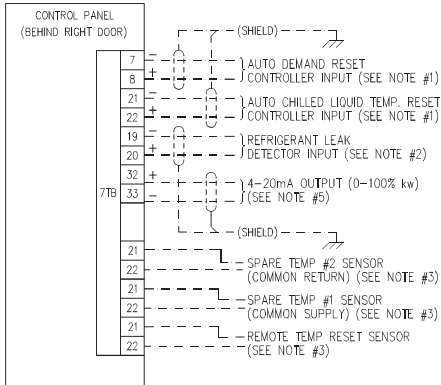 CONTROL PANEL
(BEHIND RIGHT DOOR)
(SHIELD)
7 −
AUTO DEMAND RESET
8 +
CONTROLLER INPUT (SEE NOTE #1)
21 −
AUTO CHILLED LIQUID TEMP. RESET
22 +
CONTROLLER INPUT (SEE NOTE #1)
19 −
REFRIGERANT LEAK
20 +
DETECTOR INPUT (SEE NOTE #2)
32 +
4-20mA OUTPUT (0-100% kw)
7TB
33 −
(SEE NOTE #5)
(SHIELD)
21
SPARE TEMP #2 SENSOR
22
(COMMON RETURN) (SEE NOTE #3)
21
SPARE TEMP #1 SENSOR
22
(COMMON SUPPLY) (SEE NOTE #3)
21
REMOTE TEMP RESET SENSOR
22
(SEE NOTE #3)